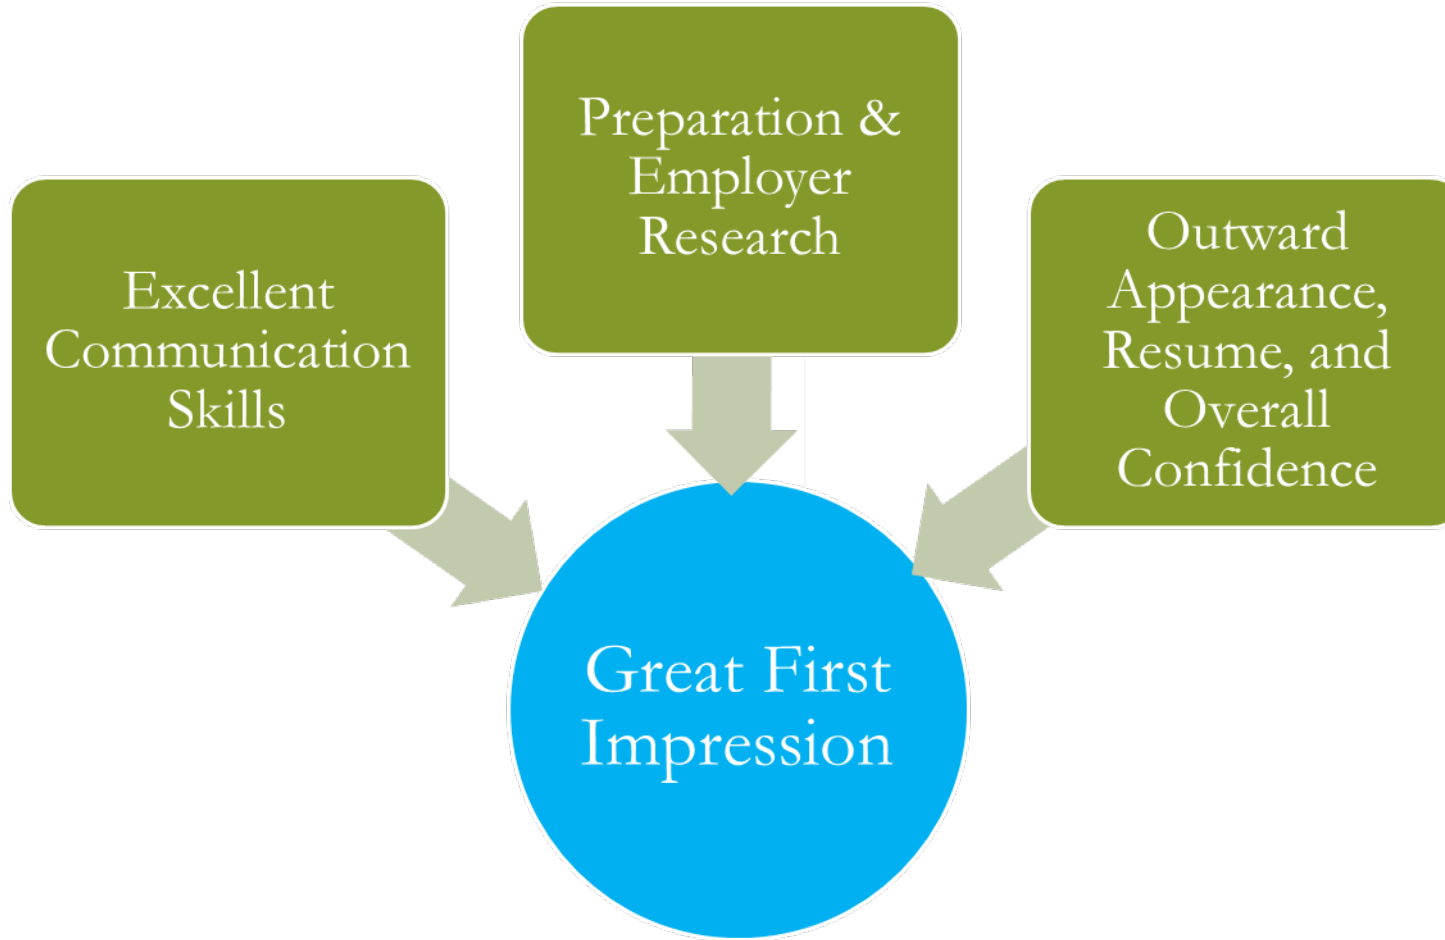 Excellent
Communication
Skills
Preparation &
Employer
Research
Outward
Appearance,
Resume, and
Overall
Confidence
Great First
Impression